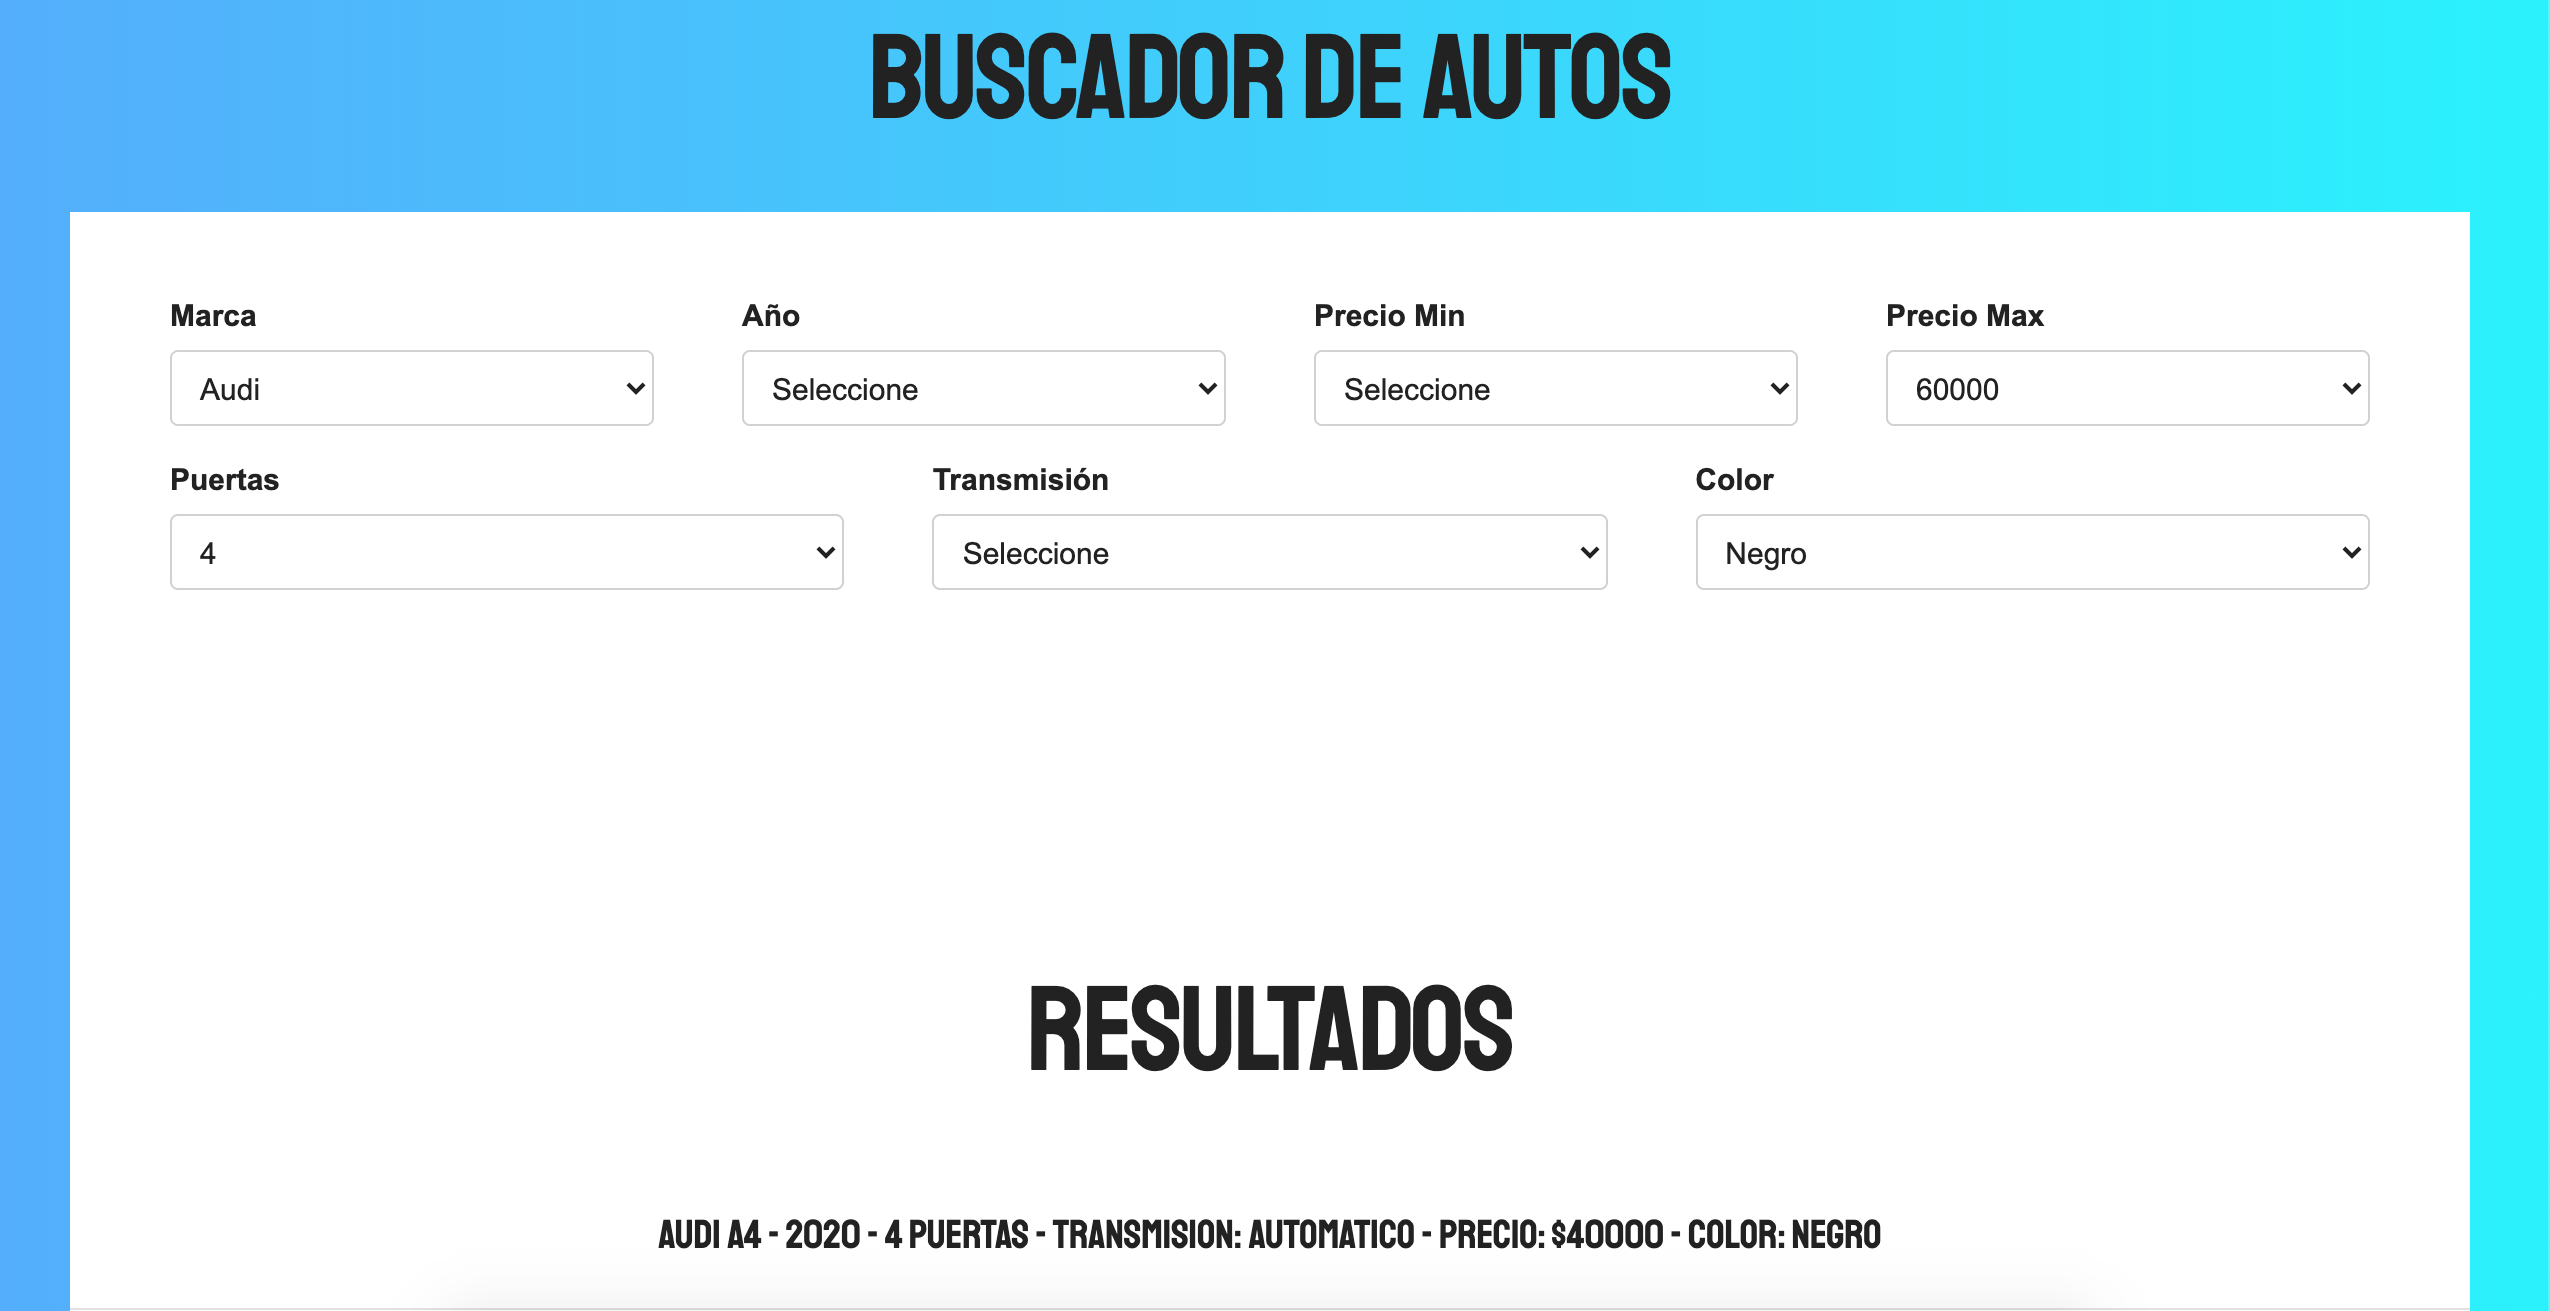 BUSCADOR DE AUTOS
Marca Año Precio Min Precio Max
Audi Seleccione Seleccione 60000
Puertas Transmisión Color
4 Seleccione Negro
RESULTADOS
AUDI A4 - 2020 - 4 PUERTAS - TRANSMISION: AUTOMATICO - PRECIO: $40000 - COLOR: NEGRO